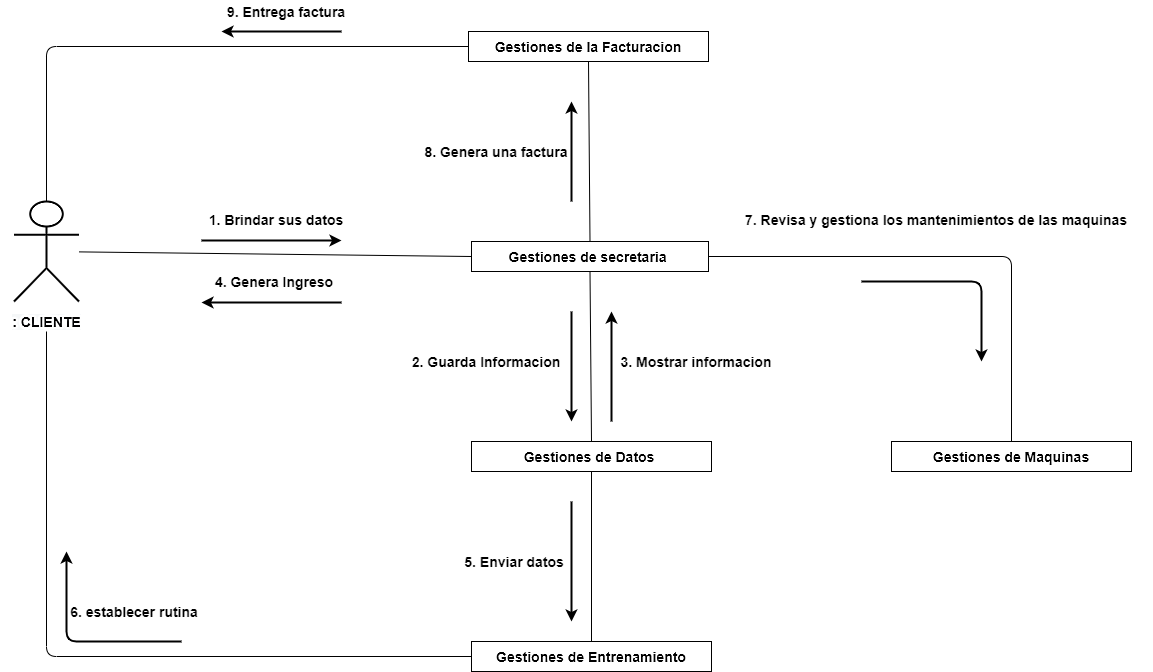 9. Entrega factura
Gestiones de la Facturacion
8. Genera una factura
1. Brindar sus datos
7. Revisa y gestiona los mantenimientos de las maquinas
Gestiones de secretaria
4. Genera Ingreso
: CLIENTE
2. Guarda Informacion
3. Mostrar informacion
Gestiones de Datos
Gestiones de Maquinas
5. Enviar datos
6. establecer rutina
Gestiones de Entrenamiento